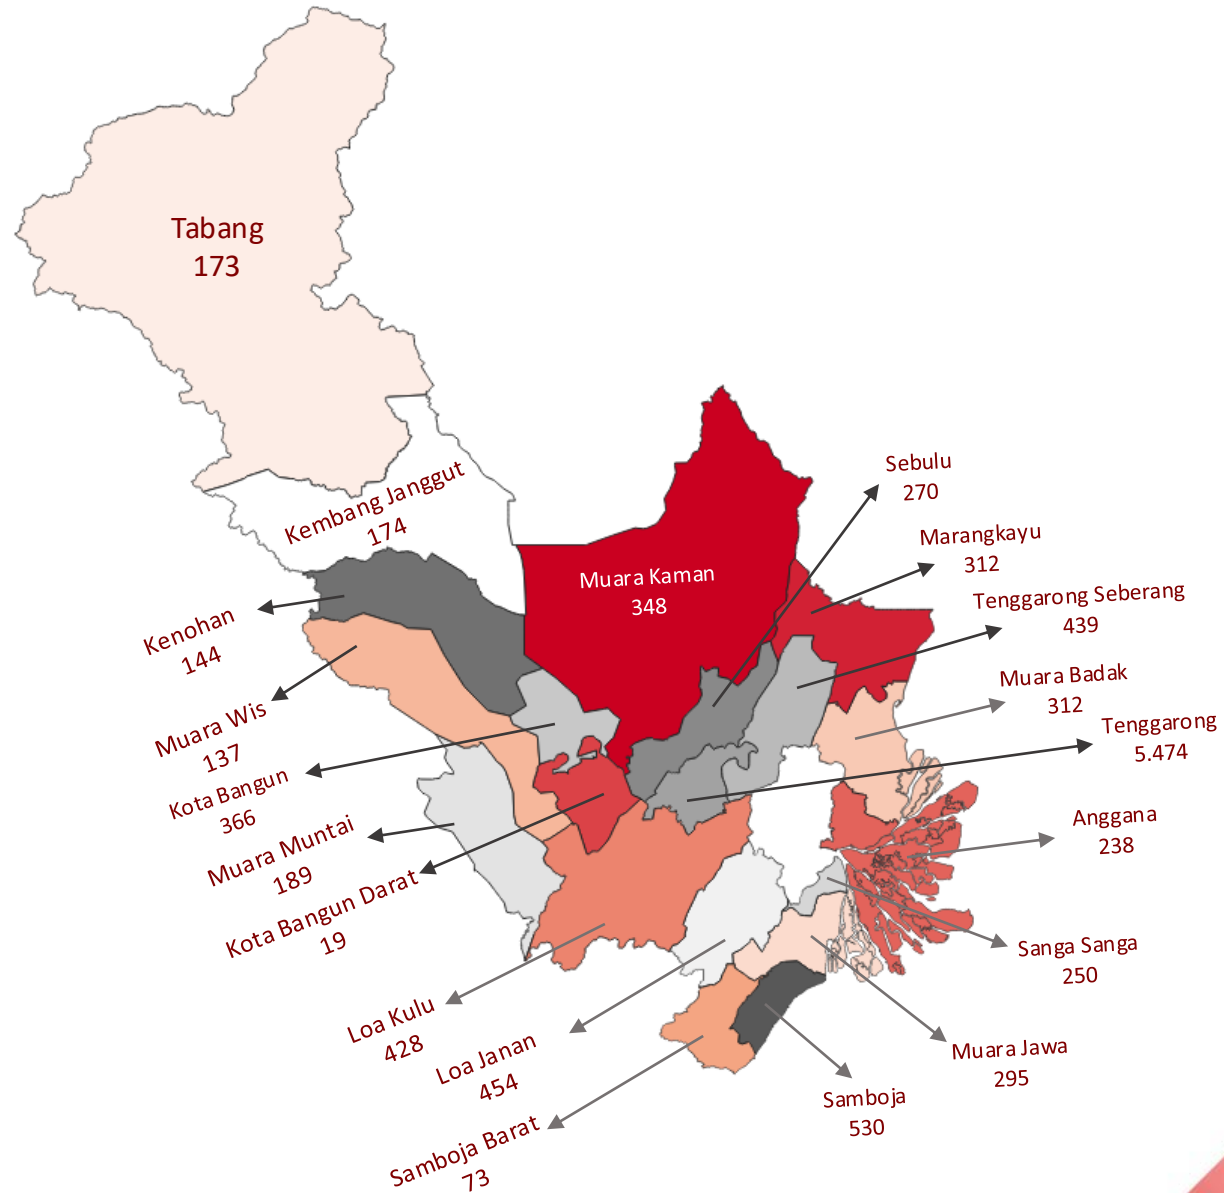 Tabang
173
Kembang Janggut
174
Muara Kaman
348
Sebulu
270
Marangkayu
312
Tenggarong Seberang
439
Muara Badak
312
Tenggarong
5.474
Anggana
238
Sanga Sanga
250
Muara Jawa
295
Samboja
530
Kenohan
144
Muara Wis
137
Kota Bangun
366
Muara Muntai
189
Kota Bangun Darat
19
Loa Kulu
428
Loa Janan
454
Samboja Barat
73